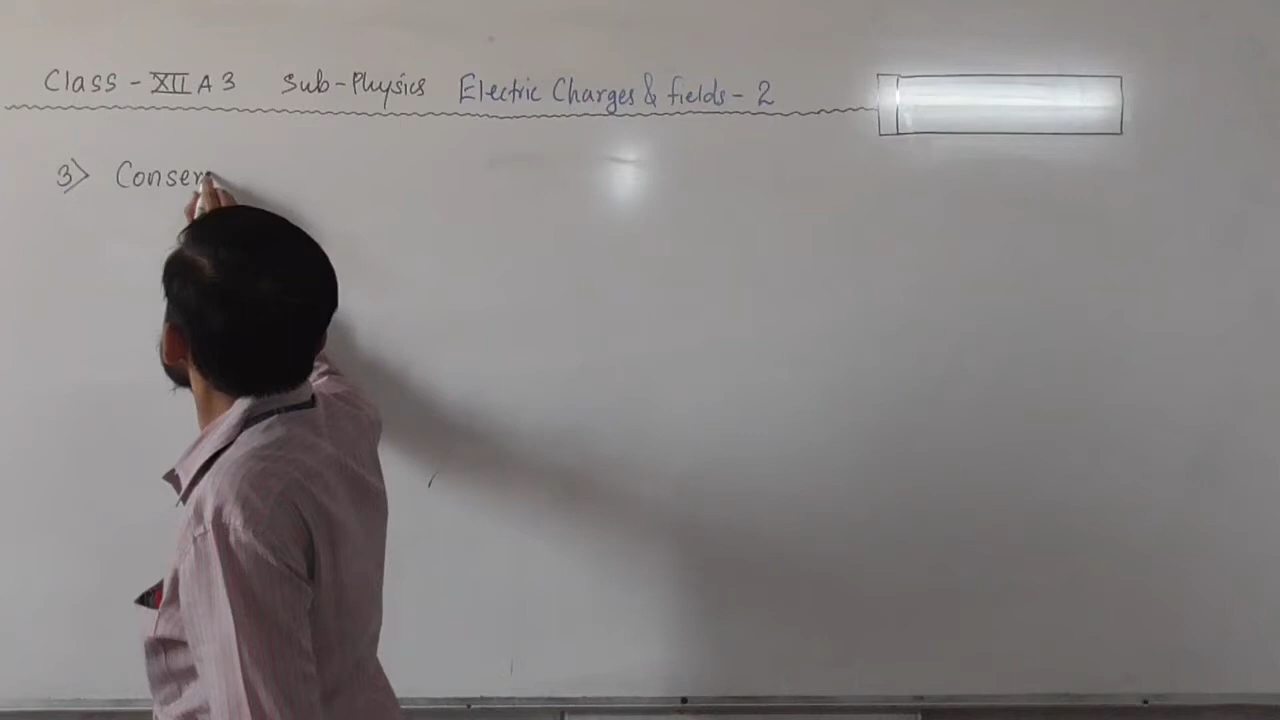 Class - XII A 3 Sub-Physics Electric Charges & fields - 2
3> Conser